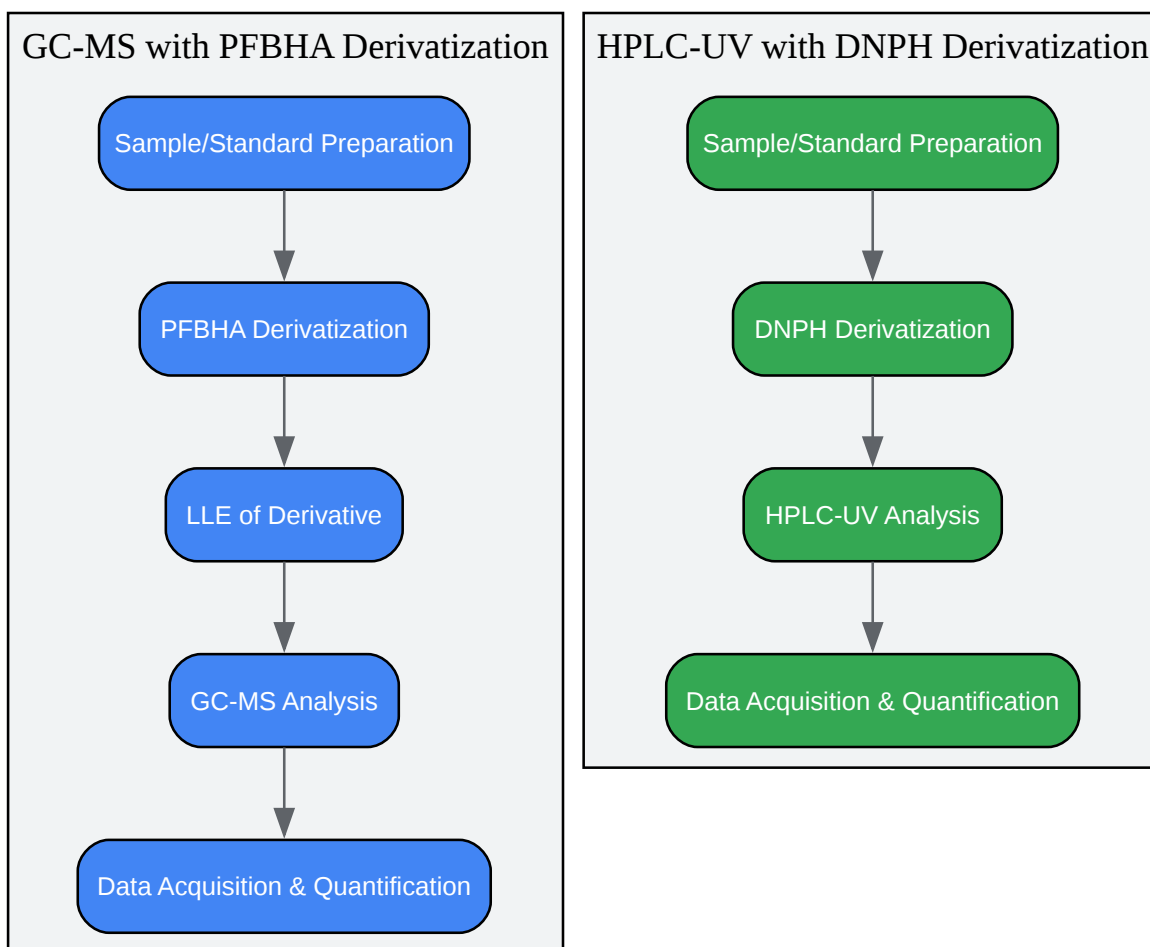 GC-MS with PFBHA Derivatization
Sample/Standard Preparation
PFBHA Derivatization
LLE of Derivative
GC-MS Analysis
Data Acquisition & Quantification
HPLC-UV with DNPH Derivatization
Sample/Standard Preparation
DNPH Derivatization
HPLC-UV Analysis
Data Acquisition & Quantification